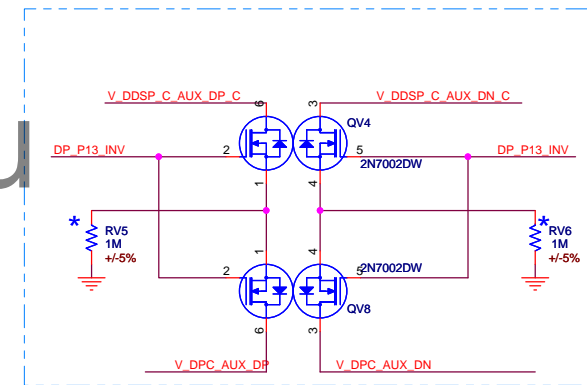 V_DDSP_C_AUX_DP_C
6
3
V_DDSP_C_AUX_DN_C
QV4
DP_P13_INV
2
5
DP_P13_INV
2N7002DW
1
4
*
RV5
1M
+/-5%
*
RV6
1M
+/-5%
1
4
2
5
2N7002DW
QV8
6
3
V_DPC_AUX_DP
V_DPC_AUX_DN